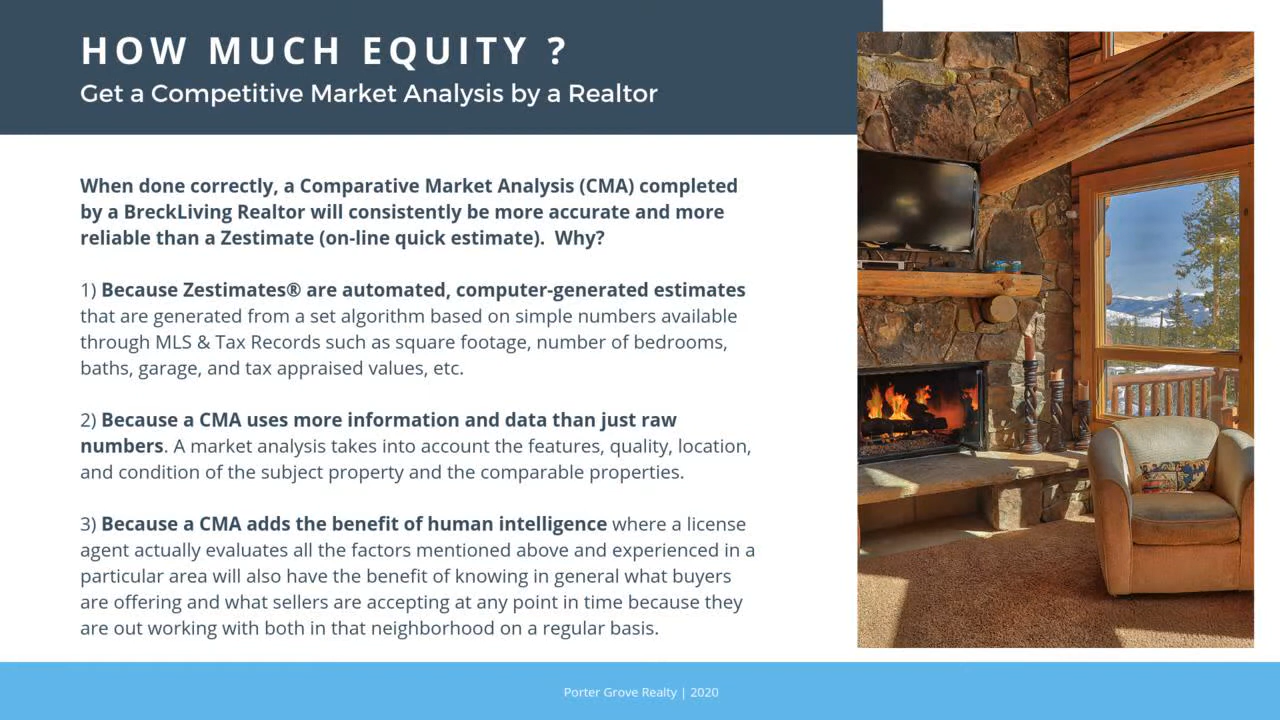 HOW MUCH EQUITY ?
Get a Competitive Market Analysis by a Realtor
When done correctly, a Comparative Market Analysis (CMA) completed
by a BreckLiving Realtor will consistently be more accurate and more
reliable than a Zestimate (on-line quick estimate).  Why?
1) Because Zestimates® are automated, computer-generated estimates
that are generated from a set algorithm based on simple numbers available
through MLS & Tax Records such as square footage, number of bedrooms,
baths, garage, and tax appraised values, etc.
2) Because a CMA uses more information and data than just raw
numbers. A market analysis takes into account the features, quality, location,
and condition of the subject property and the comparable properties.
3) Because a CMA adds the benefit of human intelligence where a license
agent actually evaluates all the factors mentioned above and experienced in a
particular area will also have the benefit of knowing in general what buyers
are offering and what sellers are accepting at any point in time because they
are out working with both in that neighborhood on a regular basis.
Porter Grove Realty | 2020